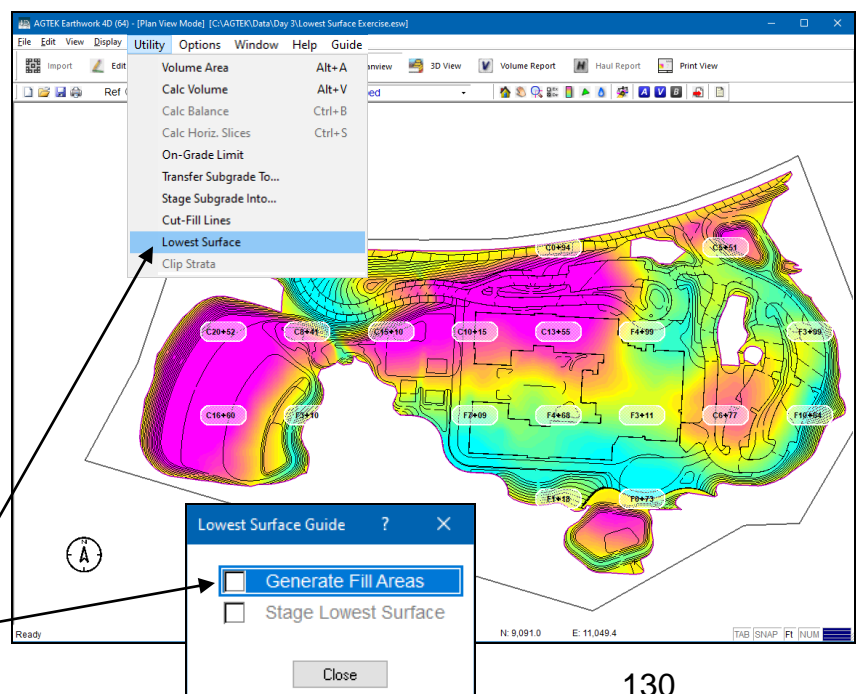 AGTEK Earthwork 4D (64) - [Plan View Mode] [C:\AGTEK\Data\Day 3\Lowest Surface Exercise.esw]
File Edit View Display Utility Options Window Help Guide
Import Edit anview 3D View Volume Report Haul Report Print View
Ref ed A V B
Volume Area Alt+A
Calc Volume Alt+V
Calc Balance Ctrl+B
Calc Horiz. Slices Ctrl+S
On-Grade Limit
Transfer Subgrade To...
Stage Subgrade Into...
Cut-Fill Lines
Lowest Surface
Clip Strata
C0+94 C5+51
C20+52 C8+41 C15+10 C10+15 C13+55 F4+99 F3+99
C16+60 F3+10 F7+09 F4+68 F3+11 C6+77 F10+64
F1+18 F0+73
N
A
Lowest Surface Guide ? ×
Generate Fill Areas
Stage Lowest Surface
Close
Ready N: 9,091.0 E: 11,049.4 TAB SNAP Ft NUM
130